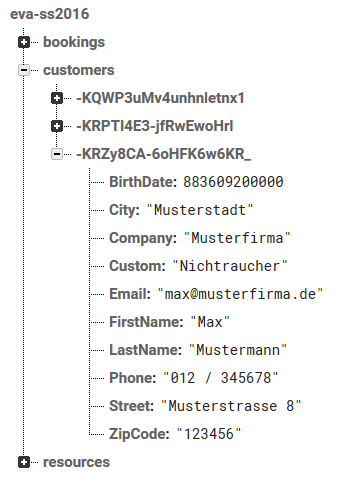 eva-ss2016
bookings
customers
-KQWP3uMv4unhnletnx1
-KRPTI4E3-jfRwEwoHrI
-KRZy8CA-6oHFK6w6KR_
BirthDate: 883609200000
City: "Musterstadt"
Company: "Musterfirma"
Custom: "Nichtraucher"
Email: "max@musterfirma.de"
FirstName: "Max"
LastName: "Mustermann"
Phone: "012 / 345678"
Street: "Musterstrasse 8"
ZipCode: "123456"
resources